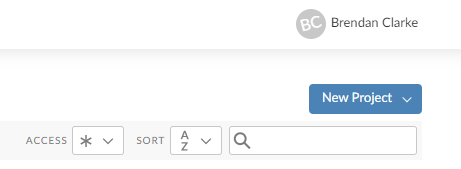 BC Brendan Clarke
New Project
ACCESS * SORT A
Z